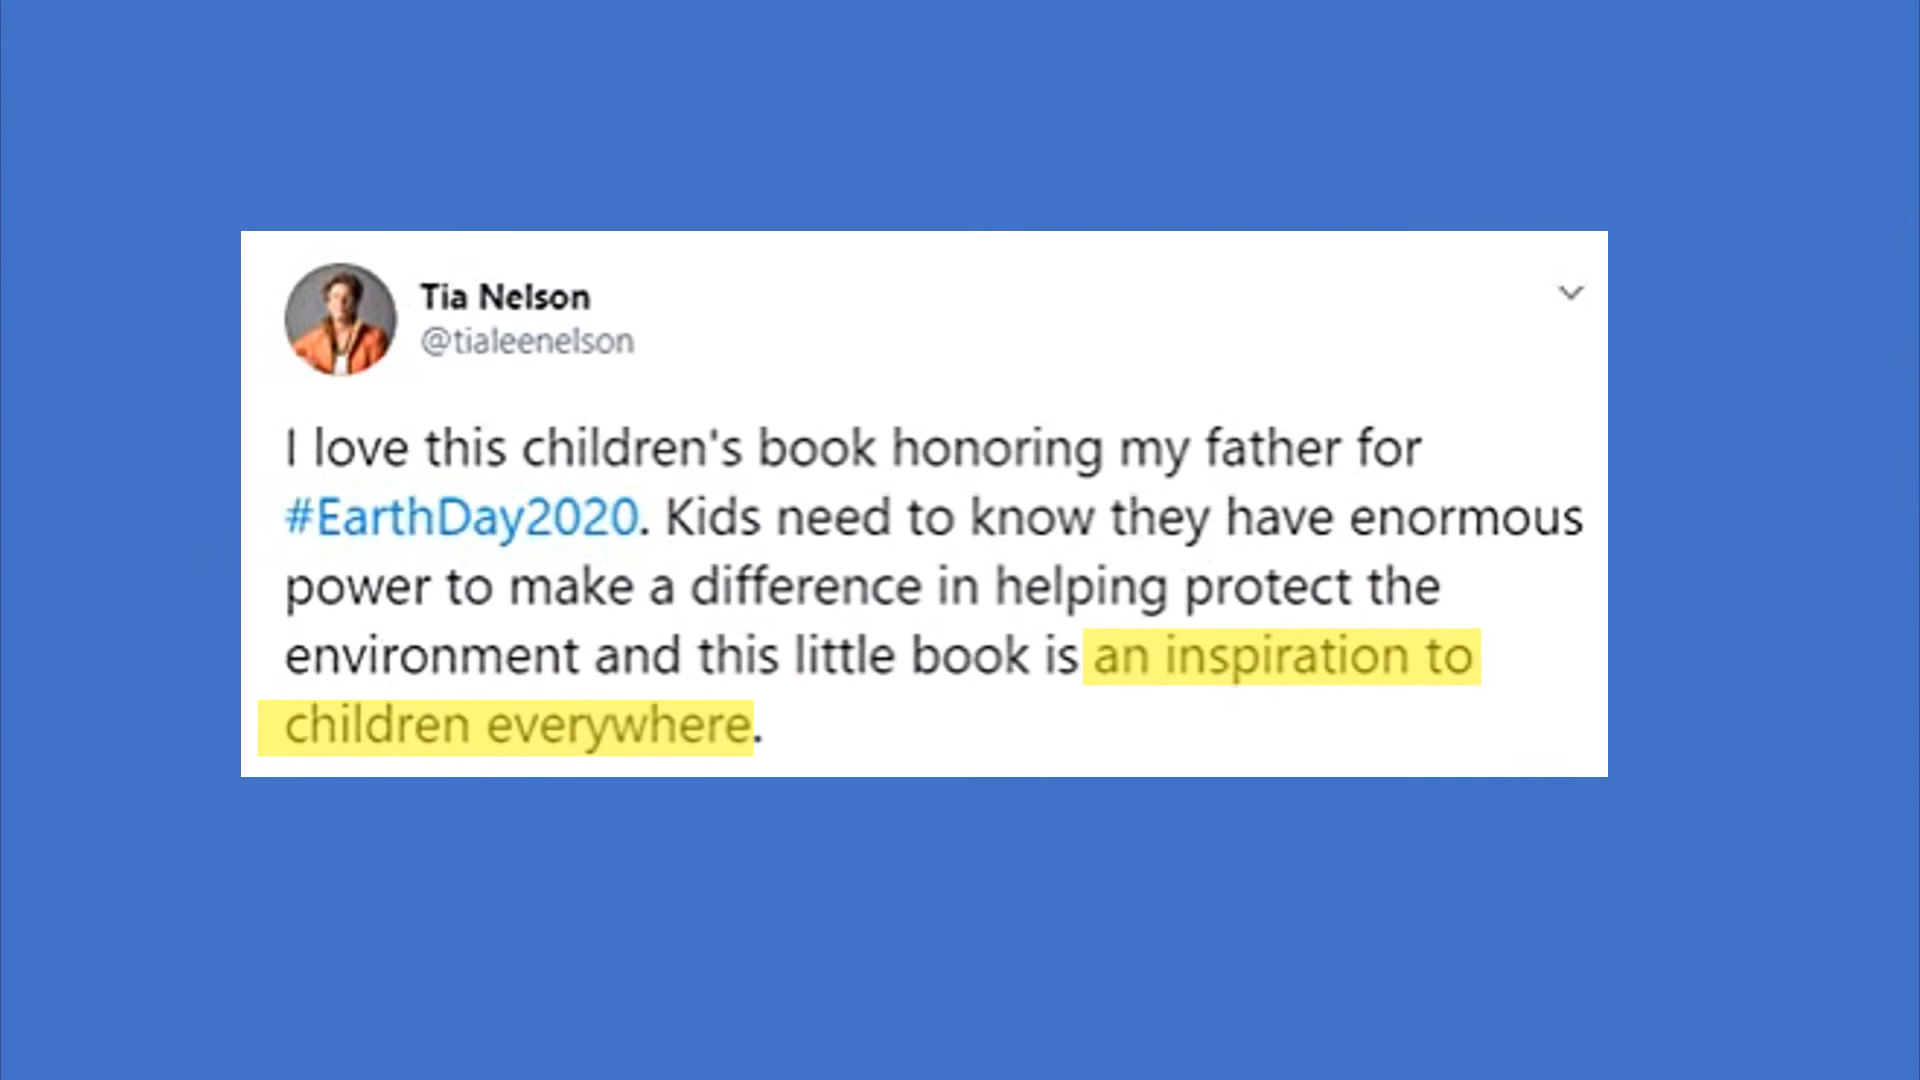 Tia Nelson
@tialeenelson
I love this children's book honoring my father for
#EarthDay2020. Kids need to know they have enormous
power to make a difference in helping protect the
environment and this little book is an inspiration to
children everywhere.